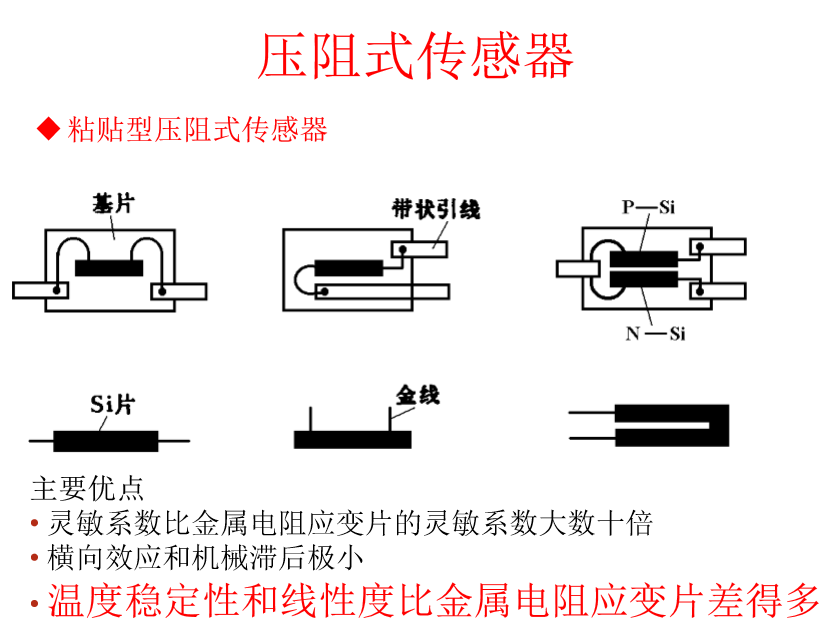 压阻式传感器
◆ 粘贴型压阻式传感器
基片
带状引线
P—Si
N—Si
Si片
金线
主要优点
• 灵敏系数比金属电阻应变片的灵敏系数大数十倍
• 横向效应和机械滞后极小
• 温度稳定性和线性度比金属电阻应变片差得多